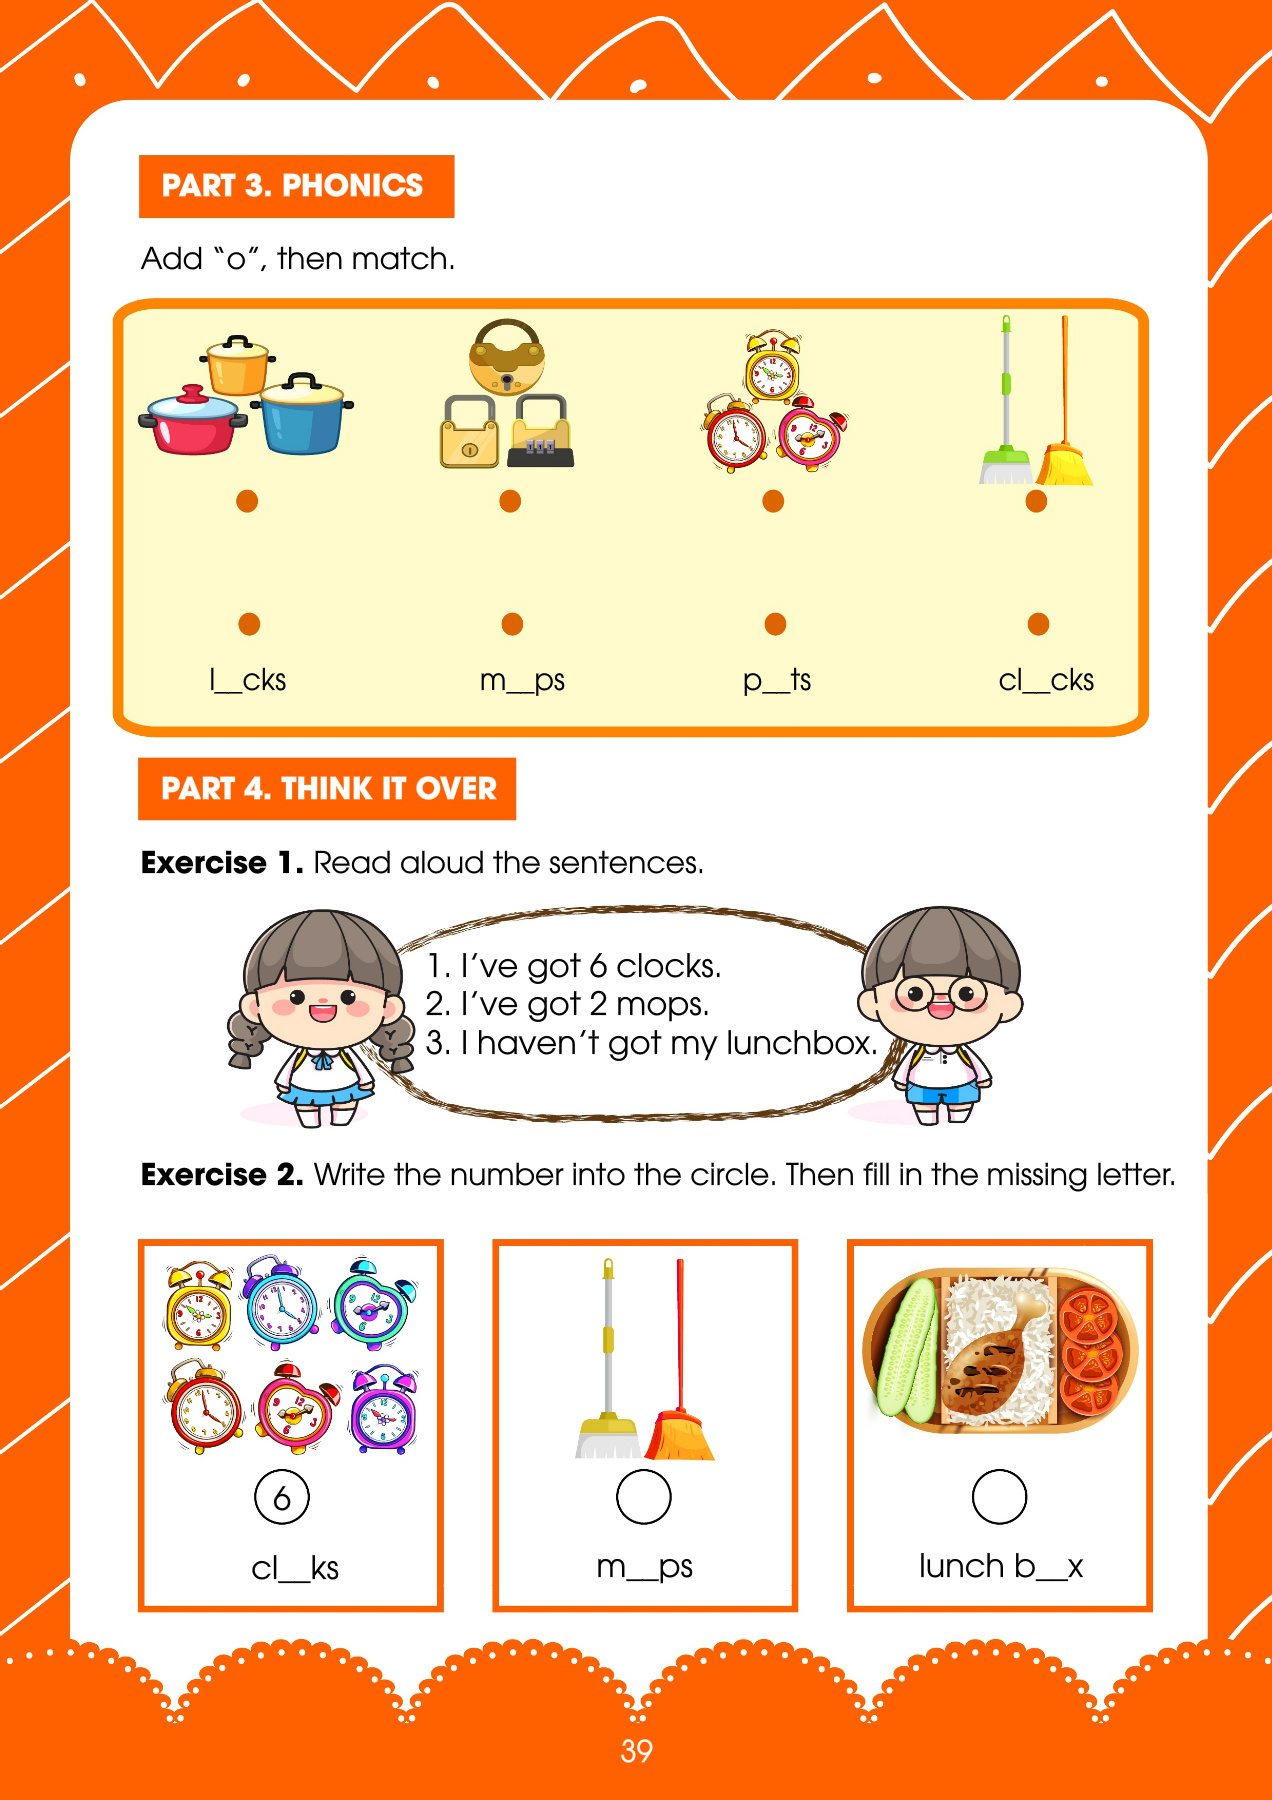 PART 3. PHONICS
Add “o”, then match.
l__cks
m__ps
p__ts
cl__cks
PART 4. THINK IT OVER
Exercise 1. Read aloud the sentences.
1. I’ve got 6 clocks.
2. I’ve got 2 mops.
3. I haven’t got my lunchbox.
Exercise 2. Write the number into the circle. Then fill in the missing letter.
6
cl__ks
m__ps
lunch b__x
39